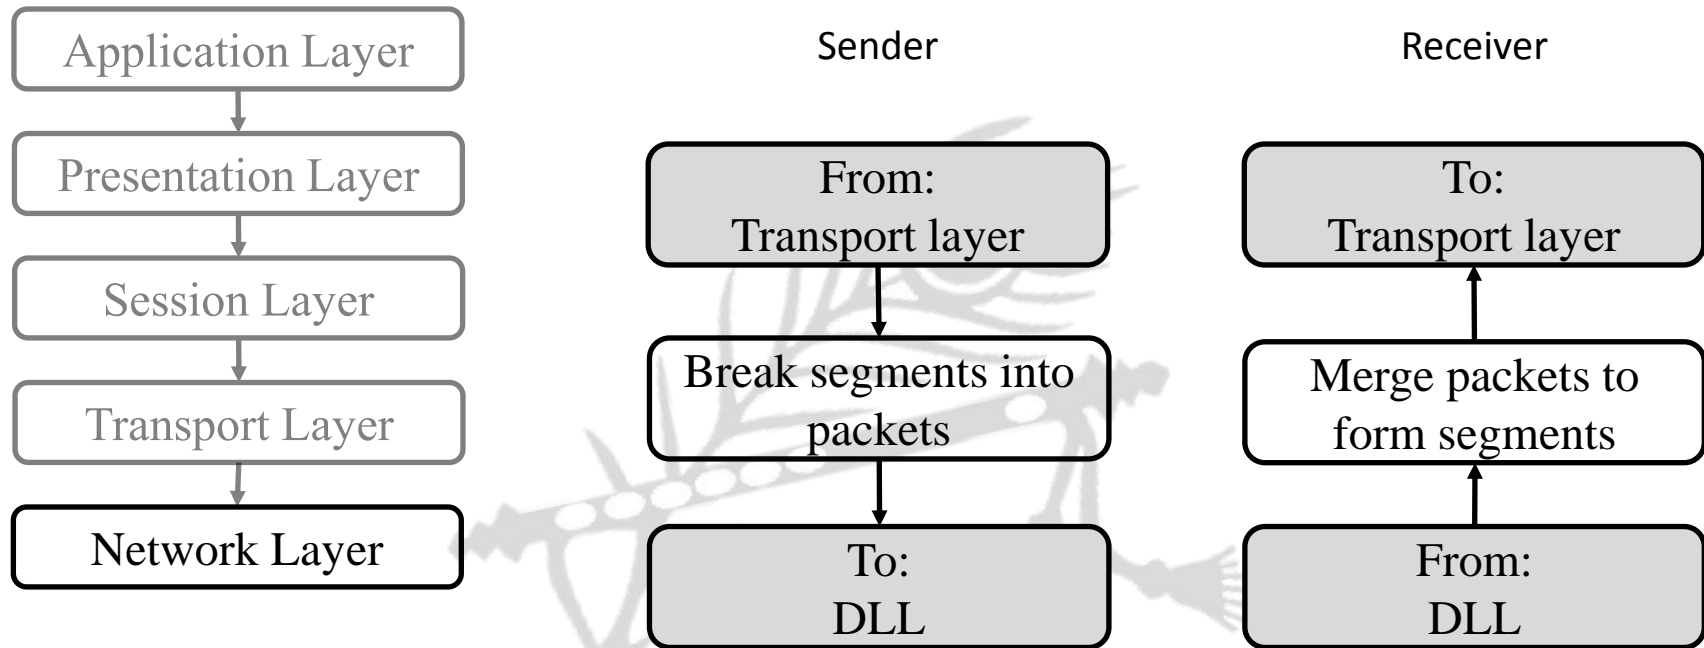 Application Layer
Presentation Layer
Session Layer
Transport Layer
Network Layer
Sender
From:
Transport layer
Break segments into
packets
To:
DLL
Receiver
To:
Transport layer
Merge packets to
form segments
From:
DLL